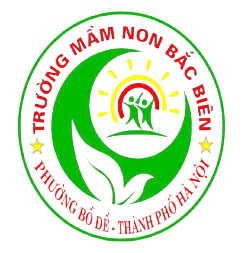 TRƯỜNG MẦM NON BẮC BIÊN
PHƯỜNG BỒ ĐỀ - THÀNH PHỐ HÀ NỘI